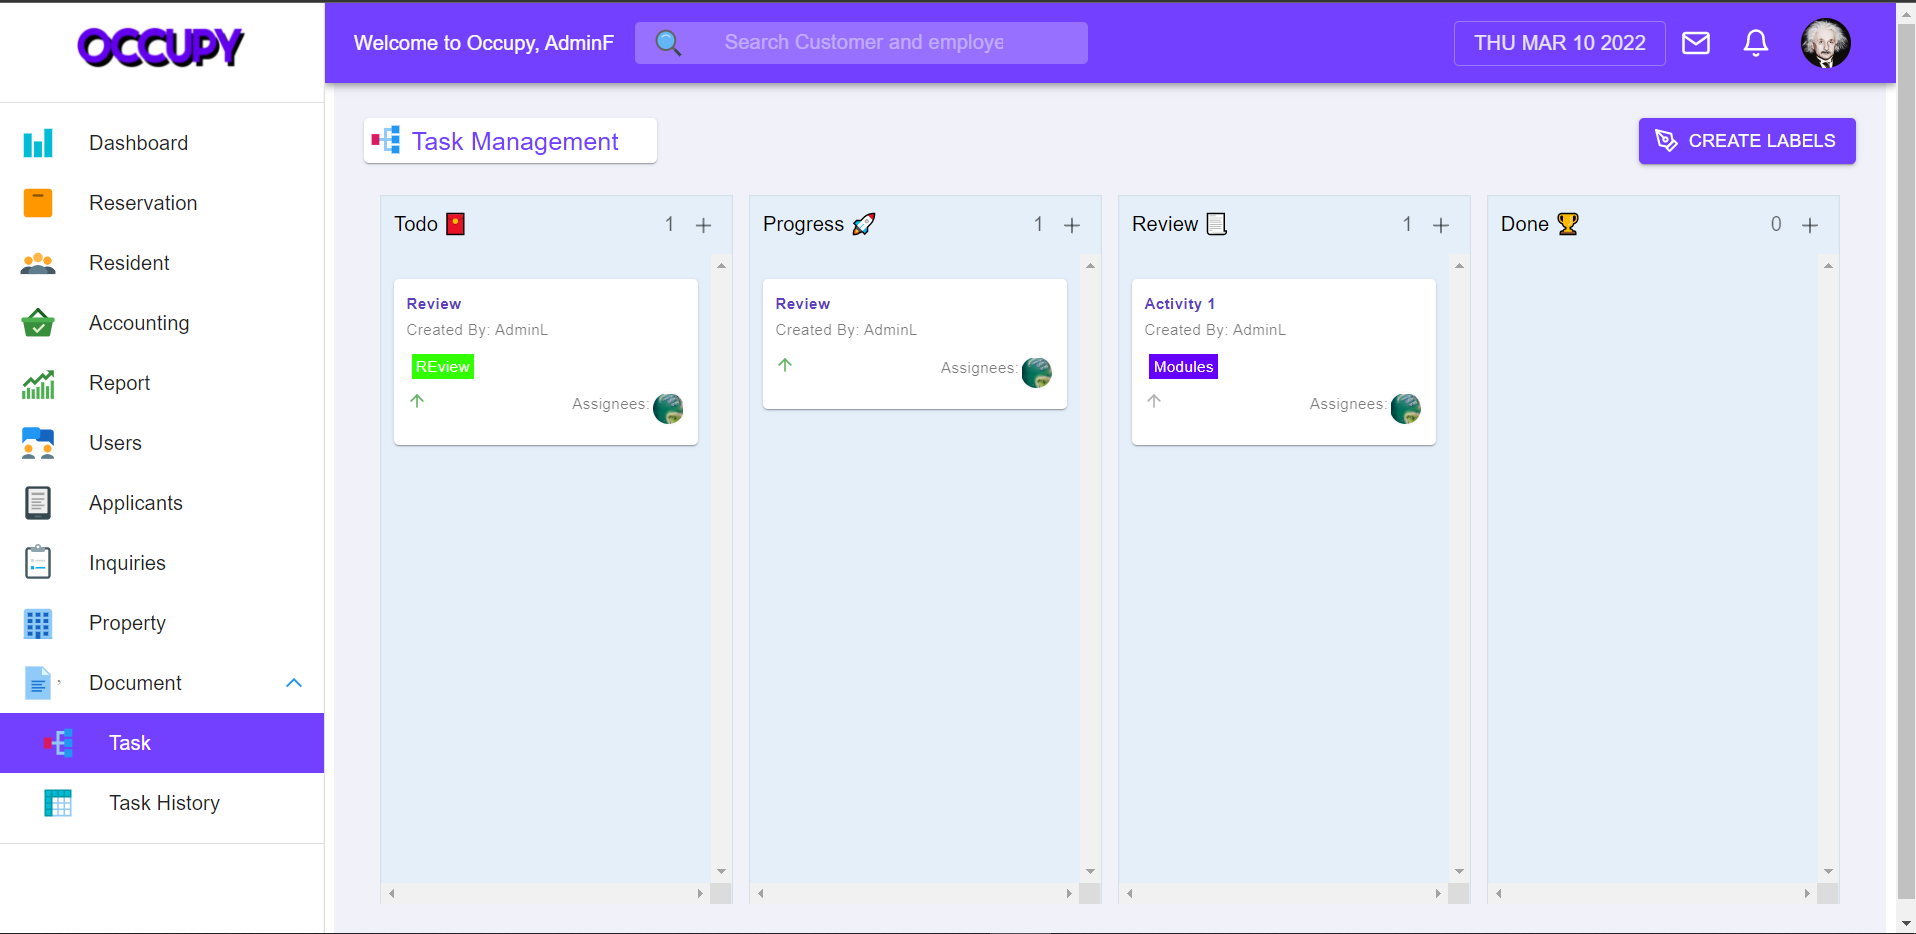 OCCUPY
Welcome to Occupy, AdminF
Search Customer and employe
THU MAR 10 2022
Dashboard
Reservation
Resident
Accounting
Report
Users
Applicants
Inquiries
Property
Document
Task
Task History
Task Management
CREATE LABELS
Todo 1 +
Review
Created By: AdminL
REview
Assignees:
Progress 1 +
Review
Created By: AdminL
Assignees:
Review 1 +
Activity 1
Created By: AdminL
Modules
Assignees:
Done 0 +